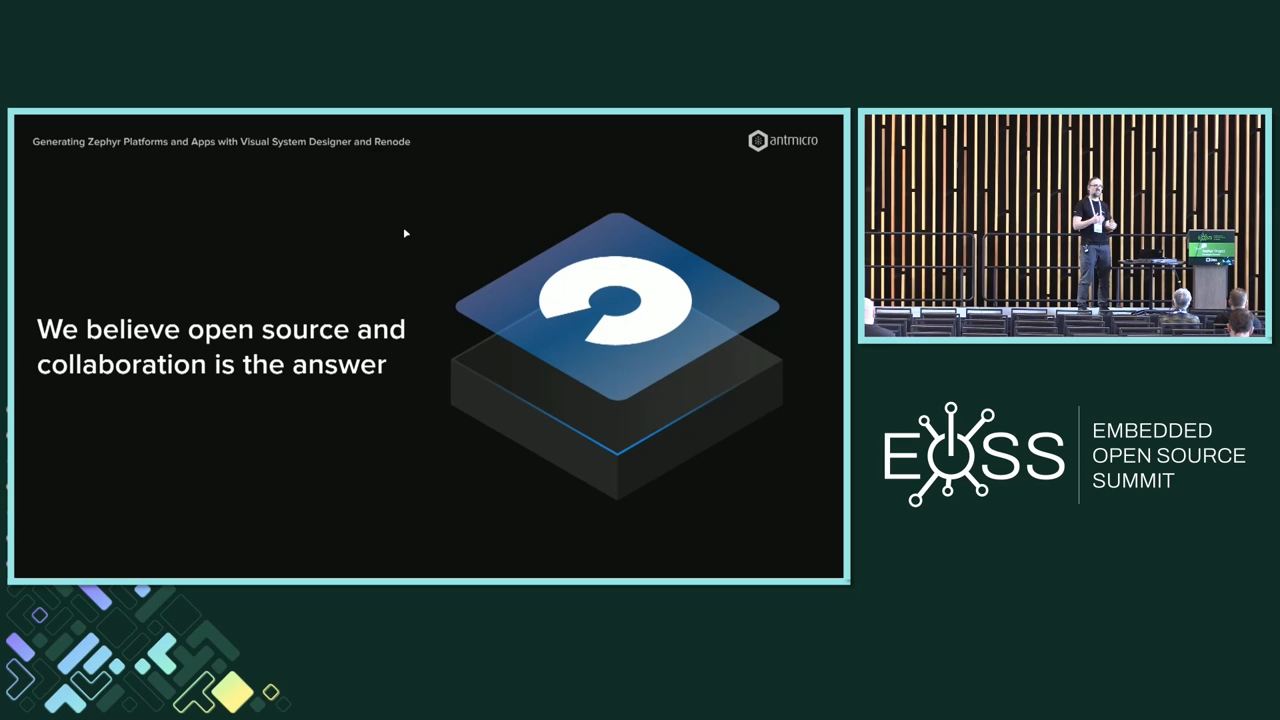 Generating Zephyr Platforms and Apps with Visual System Designer and Renode
antmicro
We believe open source and
collaboration is the answer
EOSS
EMBEDDED
OPEN SOURCE
SUMMIT